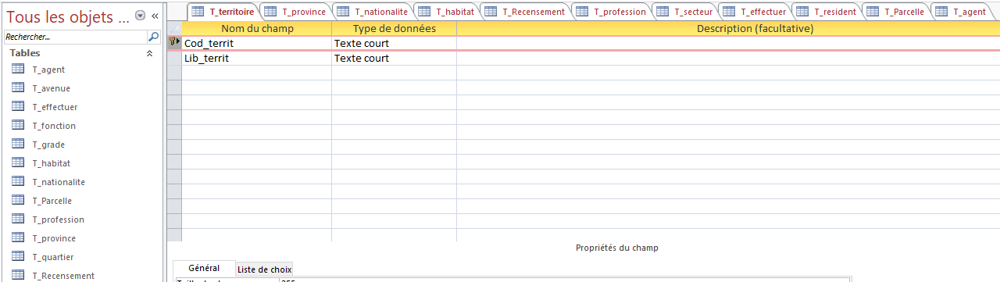 Tous les objets ...
Rechercher...
Tables
T_agent
T_avenue
T_effectuer
T_fonction
T_grade
T_habitat
T_nationalite
T_Parcelle
T_profession
T_province
T_quartier
T_Recensement
T_territoire T_province T_nationalite T_habitat T_Recensement T_profession T_secteur T_effectuer T_resident T_Parcelle T_agent
Nom du champ Type de données Description (facultative)
Cod_territ Texte court
Lib_territ Texte court
Propriétés du champ
Général Liste de choix